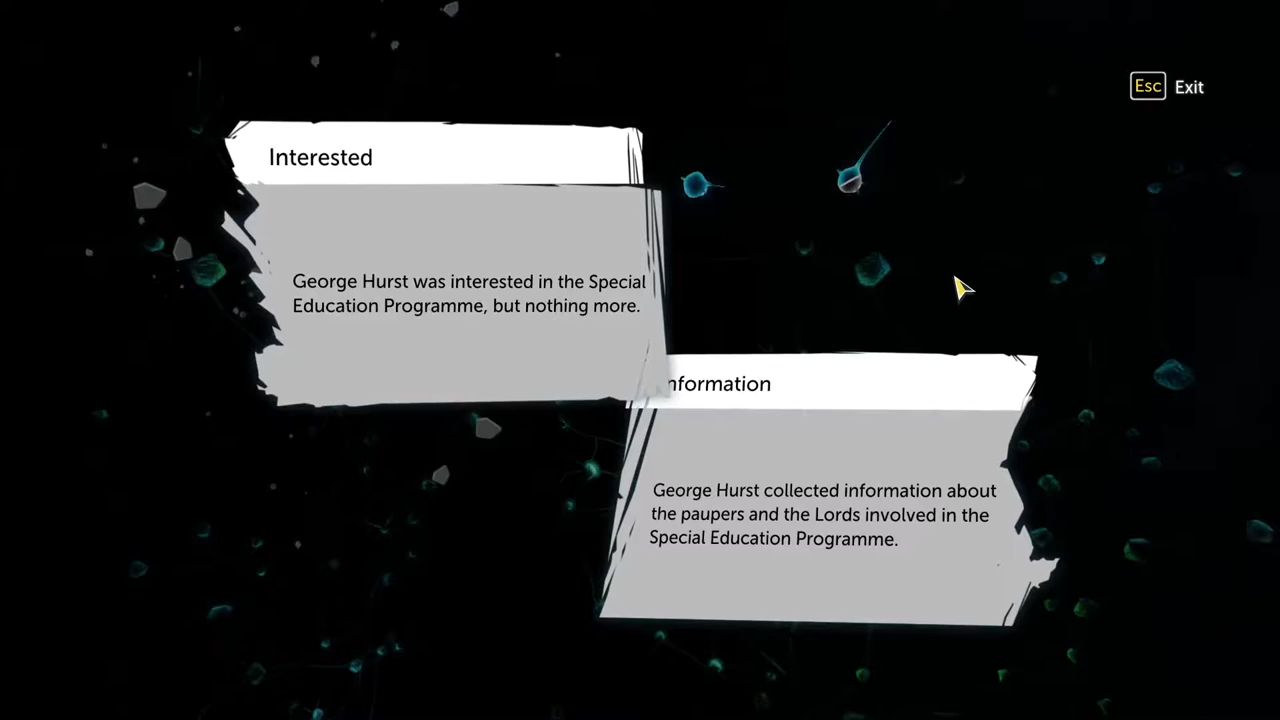 Esc Exit
Interested
George Hurst was interested in the Special
Education Programme, but nothing more.
nformation
George Hurst collected information about
the paupers and the Lords involved in the
Special Education Programme.